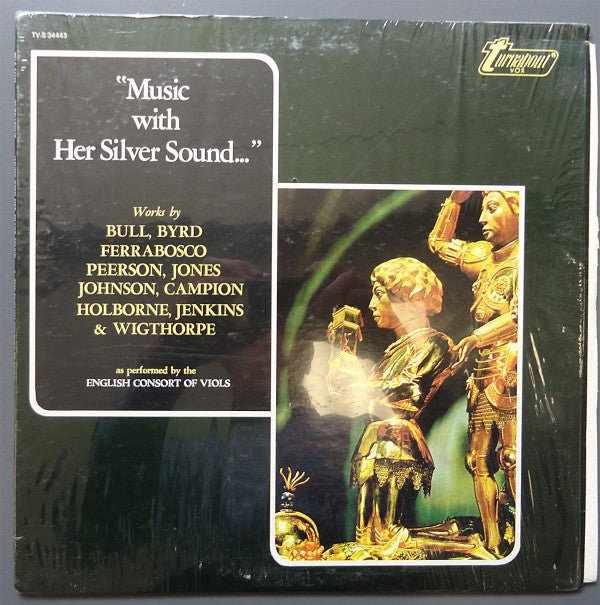 TV-S 34443
turnabout
VOX
"Music
with
Her Silver Sound..."
Works by
BULL, BYRD
FERRABOSCO
PEERSON, JONES
JOHNSON, CAMPION
HOLBORNE, JENKINS
& WIGTHORPE
as performed by the
ENGLISH CONSORT OF VIOLS